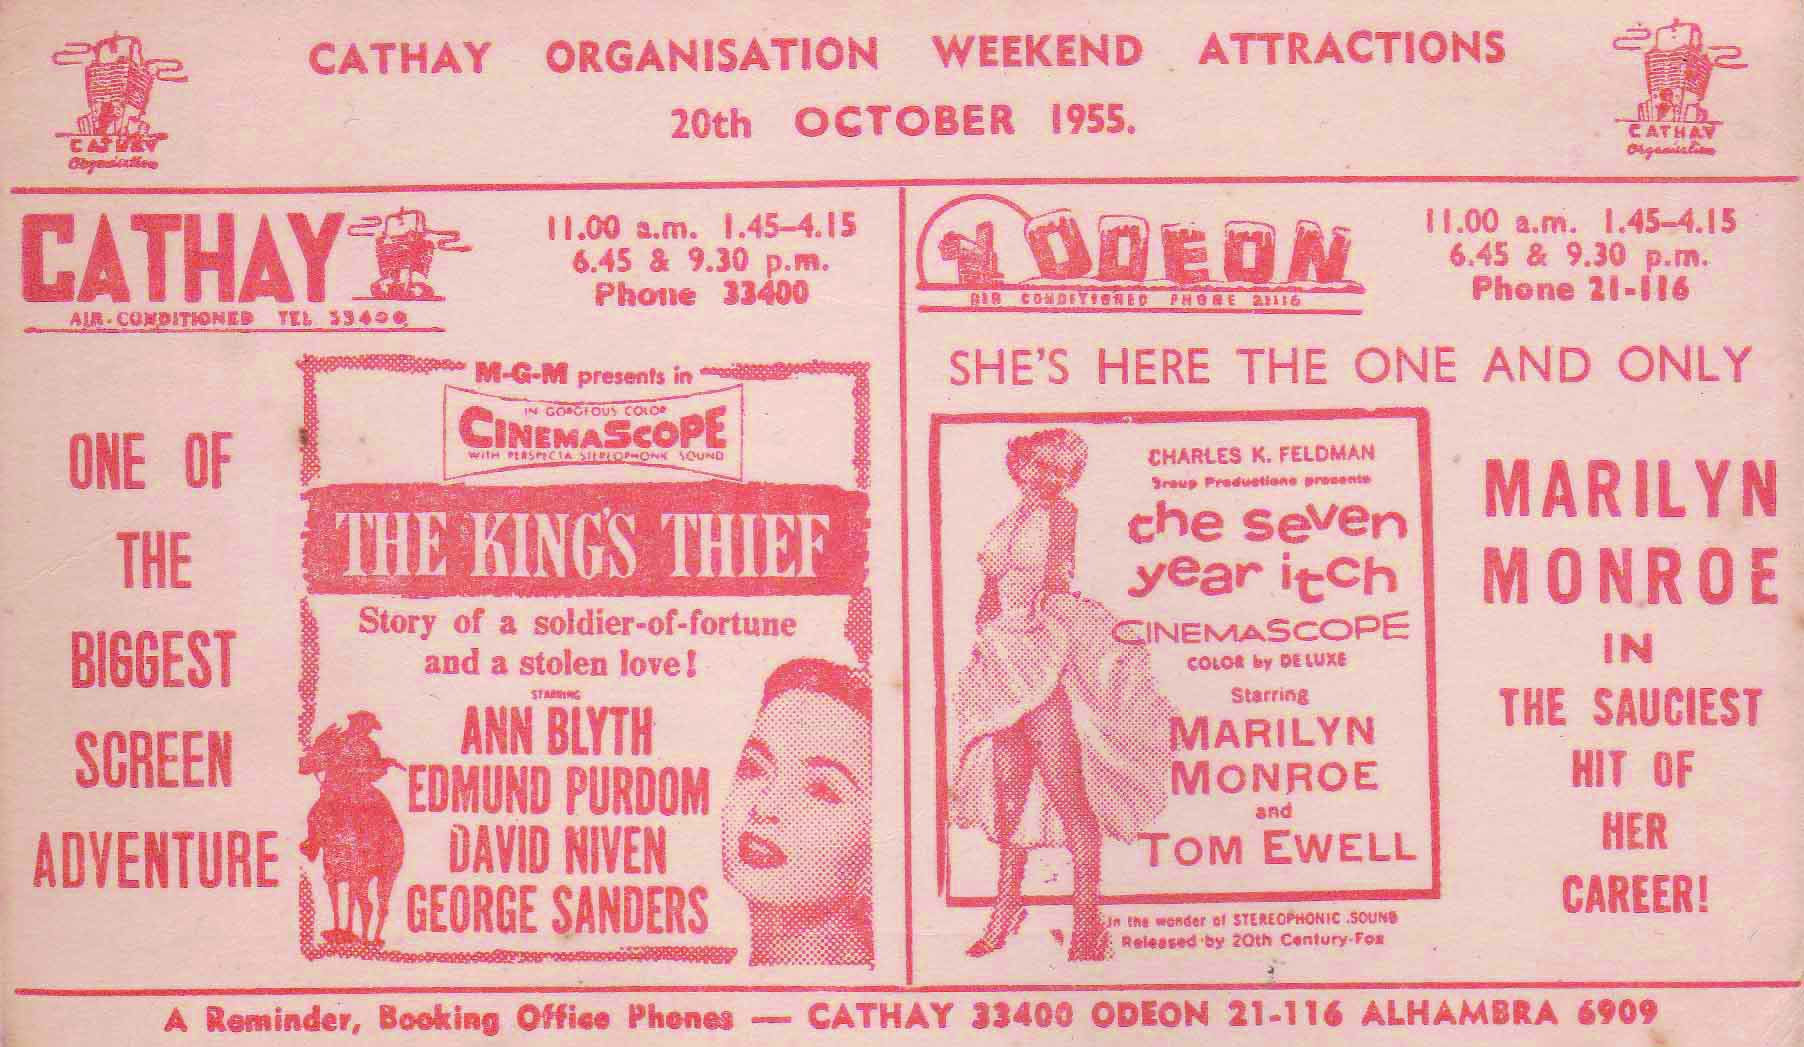 CATHAY ORGANISATION WEEKEND ATTRACTIONS
20th OCTOBER 1955.
CATHAY
Organisation
CATHAY
Organisation
CATHAY
AIR-CONDITIONED TEL 33400
11.00 a.m. 1.45–4.15
6.45 & 9.30 p.m.
Phone 33400
ONE OF
THE
BIGGEST
SCREEN
ADVENTURE
M-G-M presents in
IN GORGEOUS COLOR
CINEMASCOPE
WITH PERSPECTA STEREOPHONIC SOUND
THE KING'S THIEF
Story of a soldier-of-fortune
and a stolen love!
STARRING
ANN BLYTH
EDMUND PURDOM
DAVID NIVEN
GEORGE SANDERS
ODEON
AIR CONDITIONED PHONE 21116
11.00 a.m. 1.45–4.15
6.45 & 9.30 p.m.
Phone 21-116
SHE'S HERE THE ONE AND ONLY
CHARLES K. FELDMAN
Group Productions presents
the seven
year itch
CINEMASCOPE
COLOR by DE LUXE
Starring
MARILYN
MONROE
and
TOM EWELL
In the wonder of STEREOPHONIC SOUND
Released by 20th Century-Fox
MARILYN
MONROE
IN
THE SAUCIEST
HIT OF
HER
CAREER!
A Reminder, Booking Office Phones — CATHAY 33400 ODEON 21-116 ALHAMBRA 6909